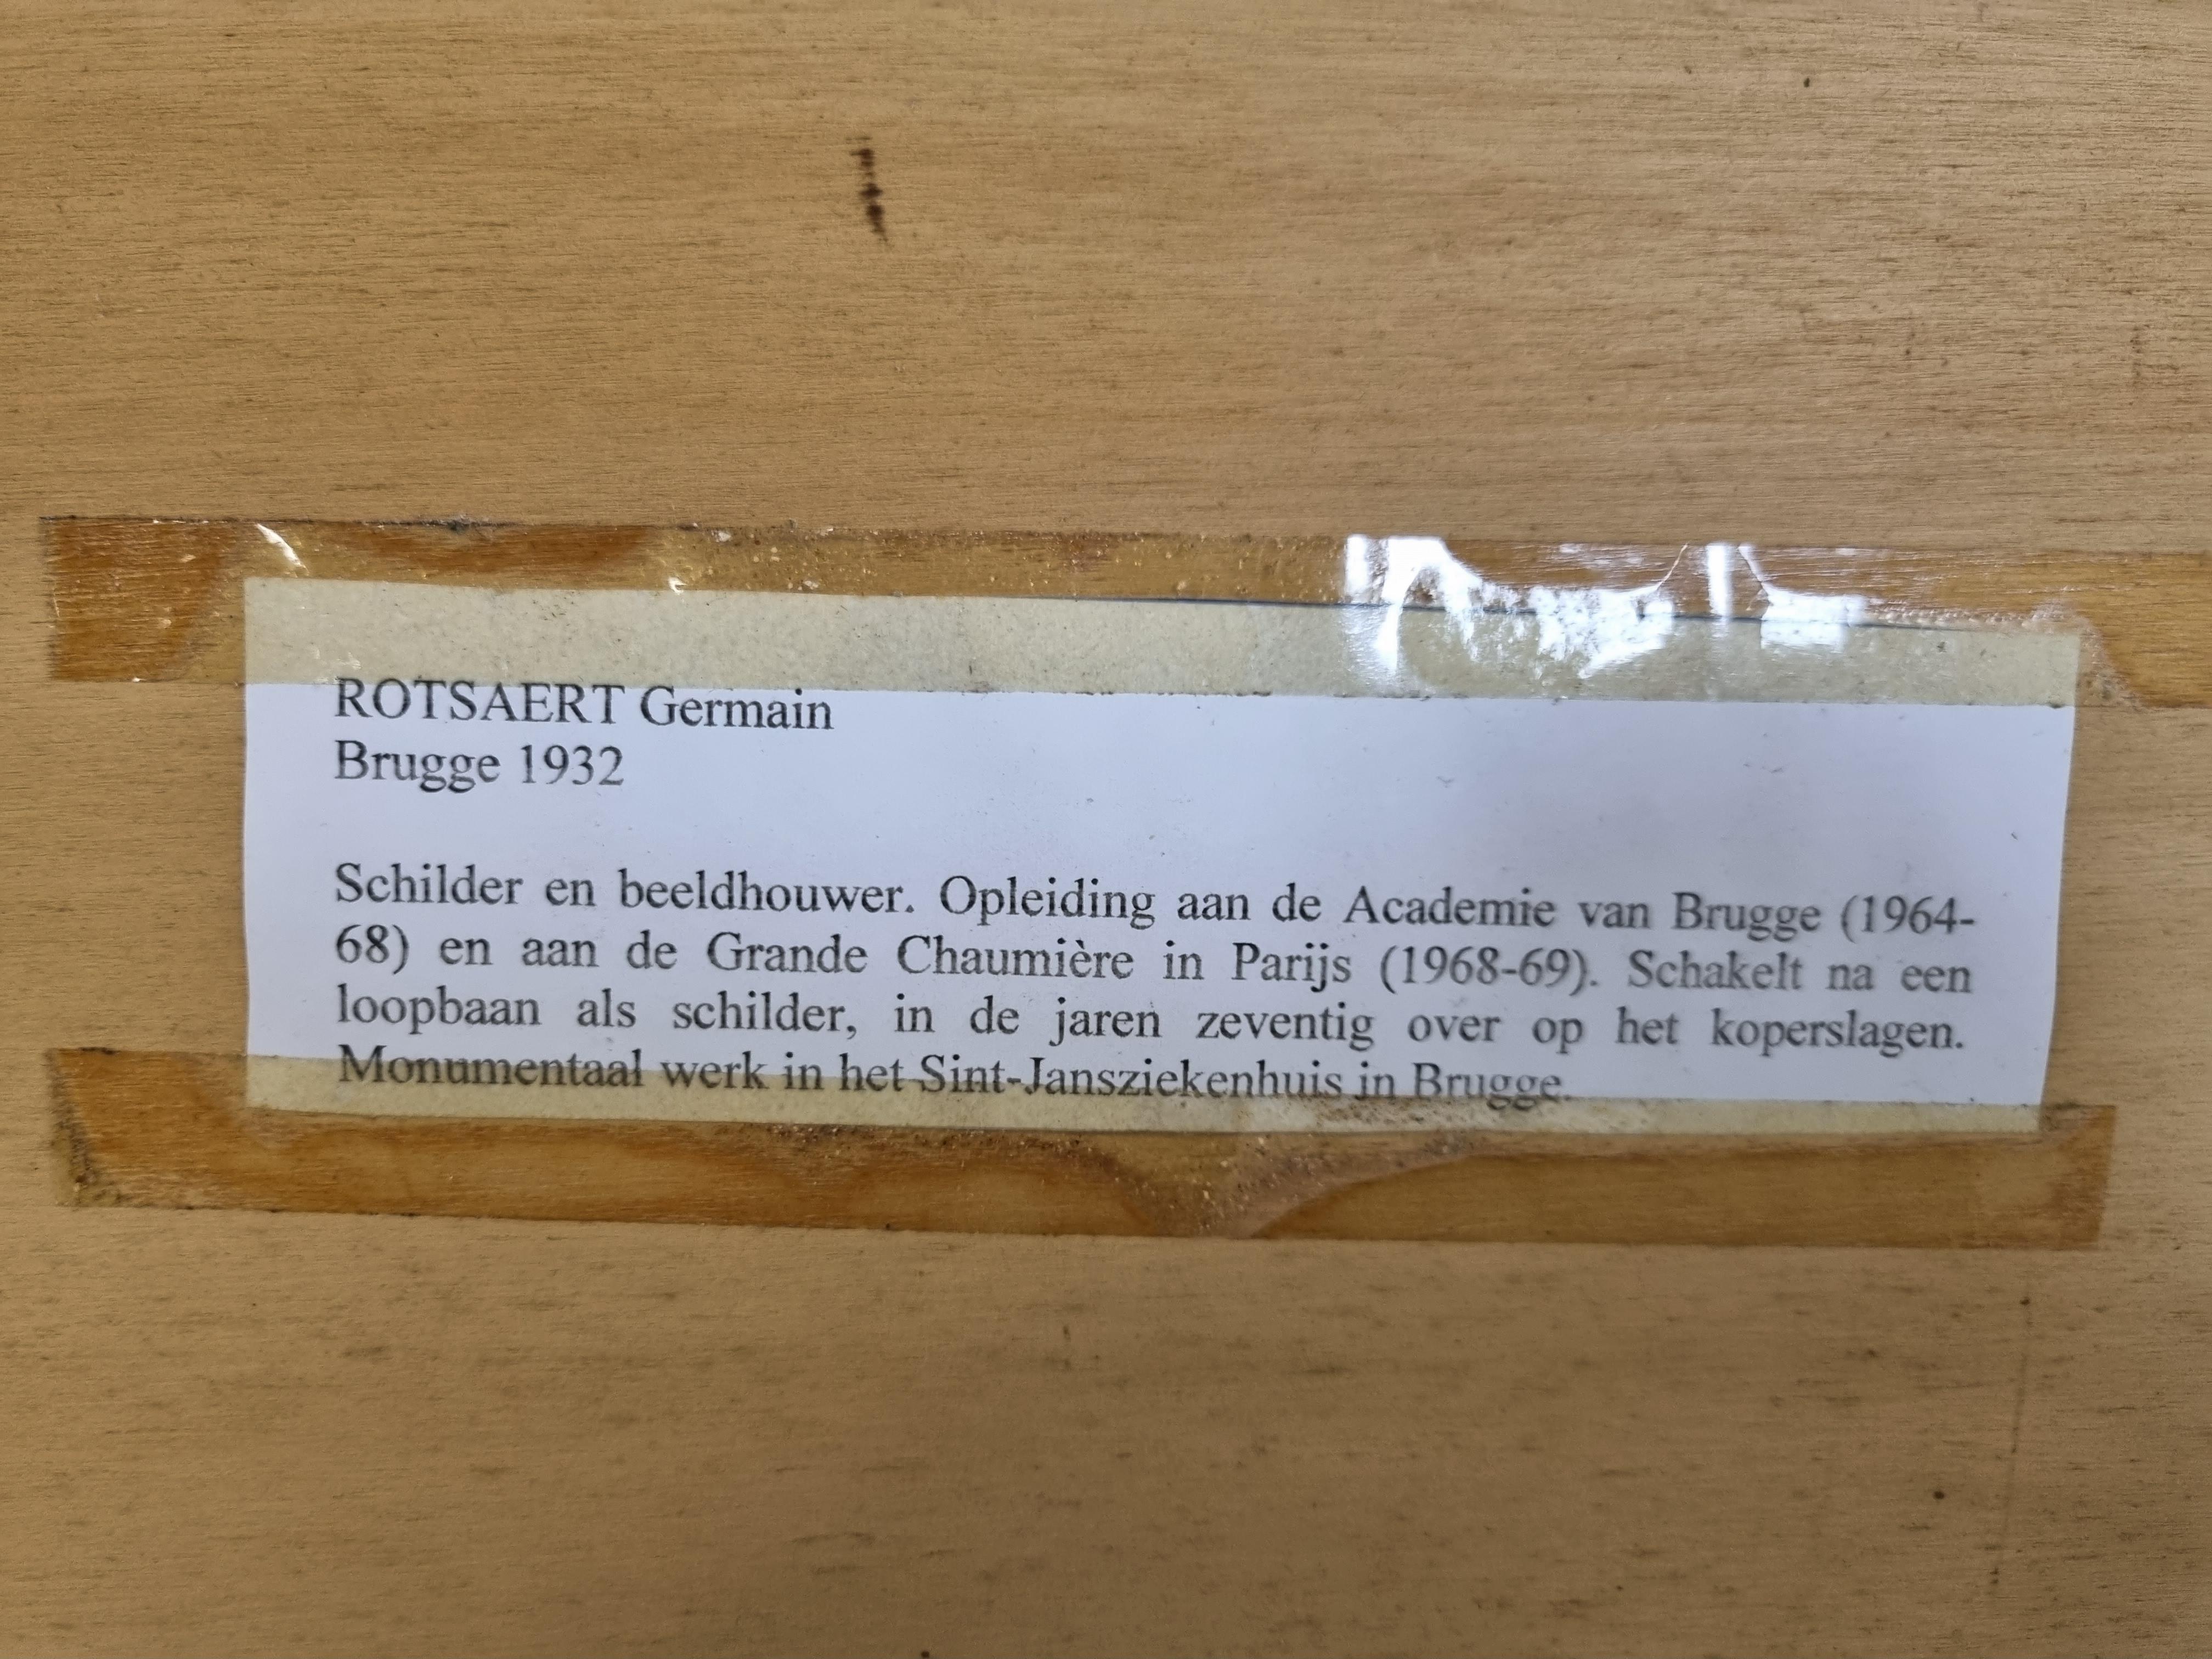 ROTSAERT Germain
Brugge 1932
Schilder en beeldhouwer. Opleiding aan de Academie van Brugge (1964-
68) en aan de Grande Chaumière in Parijs (1968-69). Schakelt na een
loopbaan als schilder, in de jaren zeventig over op het koperslagen.
Monumentaal werk in het Sint-Jansziekenhuis in Brugge.